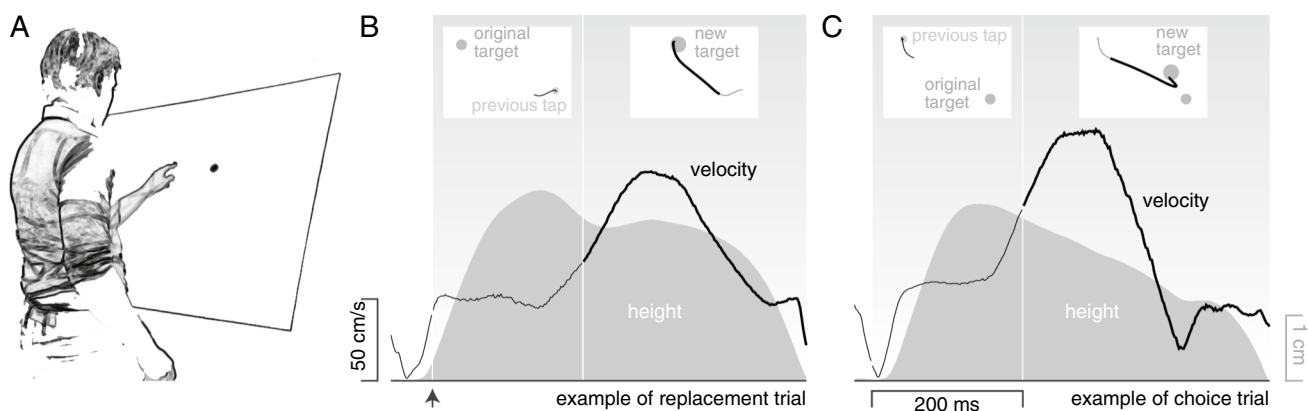 A
B
original
target
previous tap
new
target
velocity
height
50 cm/s
example of replacement trial
C
previous tap
original
target
new
target
velocity
height
1 cm
200 ms
example of choice trial